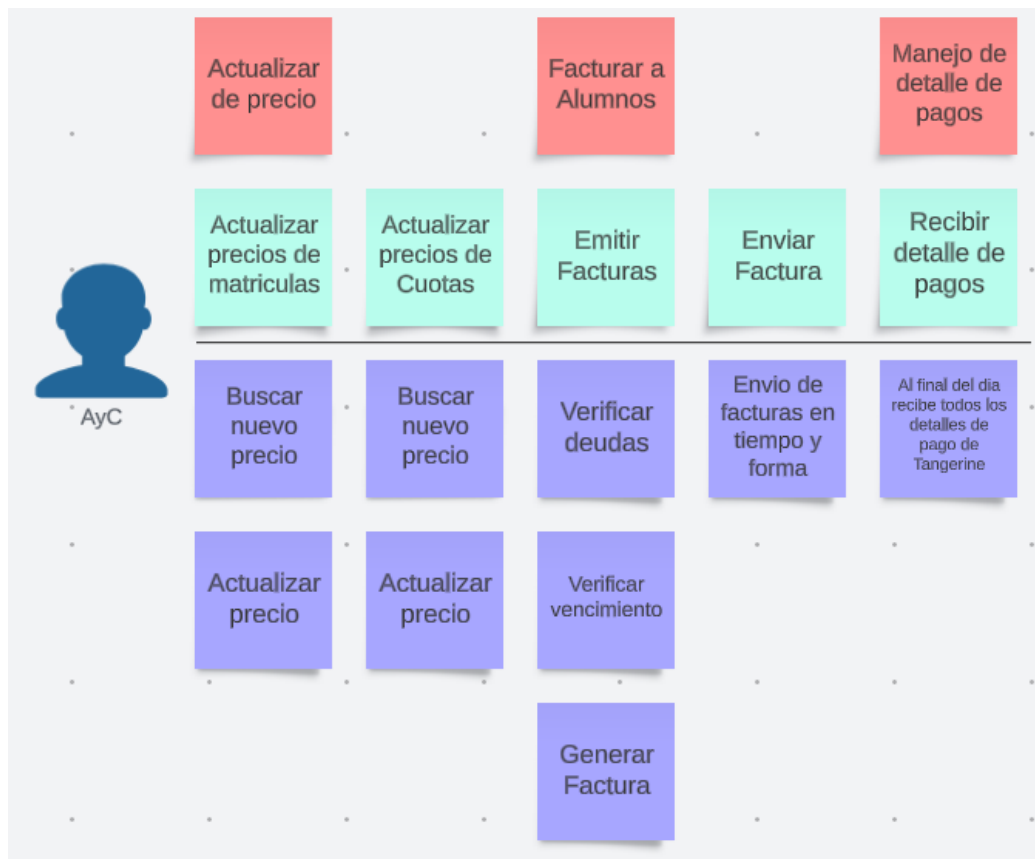 Actualizar
de precio
Facturar a
Alumnos
Manejo de
detalle de
pagos
Actualizar
precios de
matriculas
Actualizar
precios de
Cuotas
Emitir
Facturas
Enviar
Factura
Recibir
detalle de
pagos
AyC
Buscar
nuevo
precio
Buscar
nuevo
precio
Verificar
deudas
Envio de
facturas en
tiempo y
forma
Al final del dia
recibe todos los
detalles de
pago de
Tangerine
Actualizar
precio
Actualizar
precio
Verificar
vencimiento
Generar
Factura